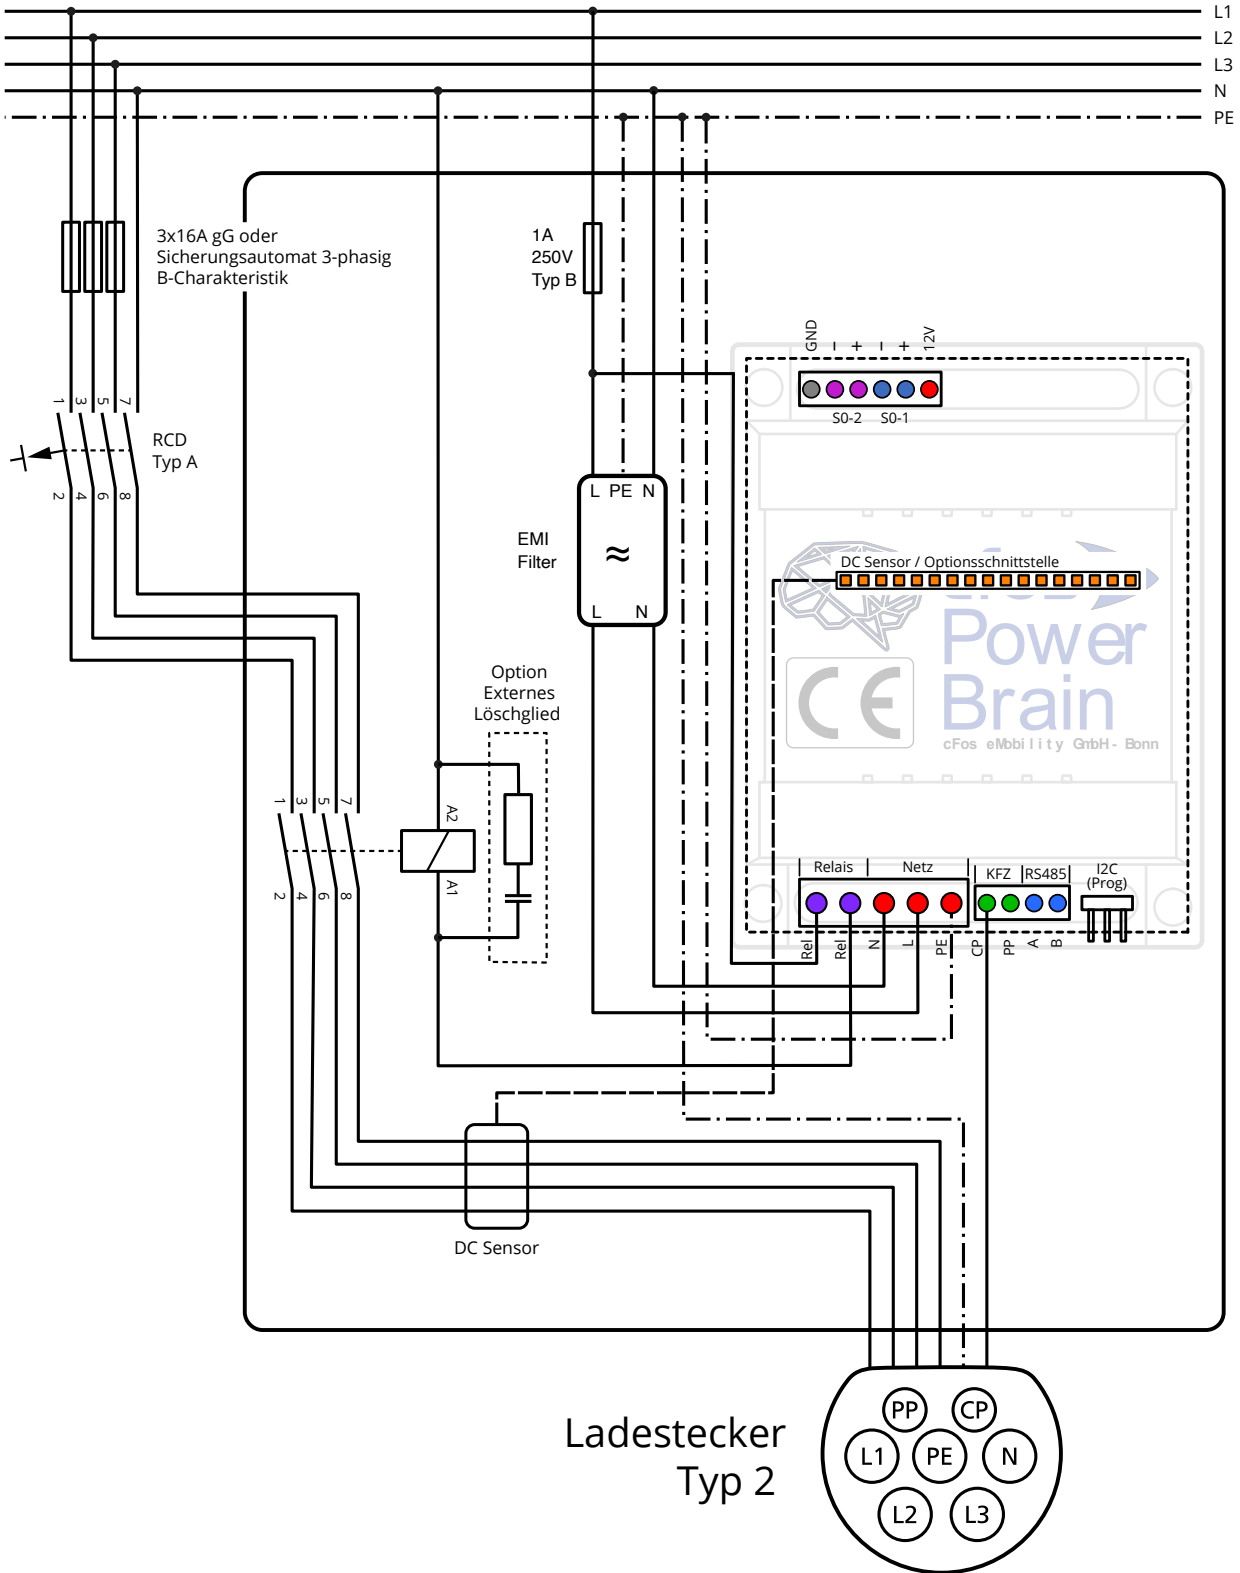 L1
L2
L3
N
PE
3x16A gG oder
Sicherungsautomat 3-phasig
B-Charakteristik
1A
250V
Typ B
GND
−
+
−
+
12V
S0-2 S0-1
1
3
5
7
RCD
Typ A
2
4
6
8
L PE N
EMI
Filter
≈
L N
DC Sensor / Optionsschnittstelle
Power
Brain
CE
cFos eMobility GmbH - Bonn
Option
Externes
Löschglied
1
3
5
7
A2
A1
2
4
6
8
Relais Netz KFZ RS485 I2C
(Prog)
Rel
Rel
N
L
PE
CP
PP
A
B
DC Sensor
Ladestecker
Typ 2
PP CP
L1 PE N
L2 L3